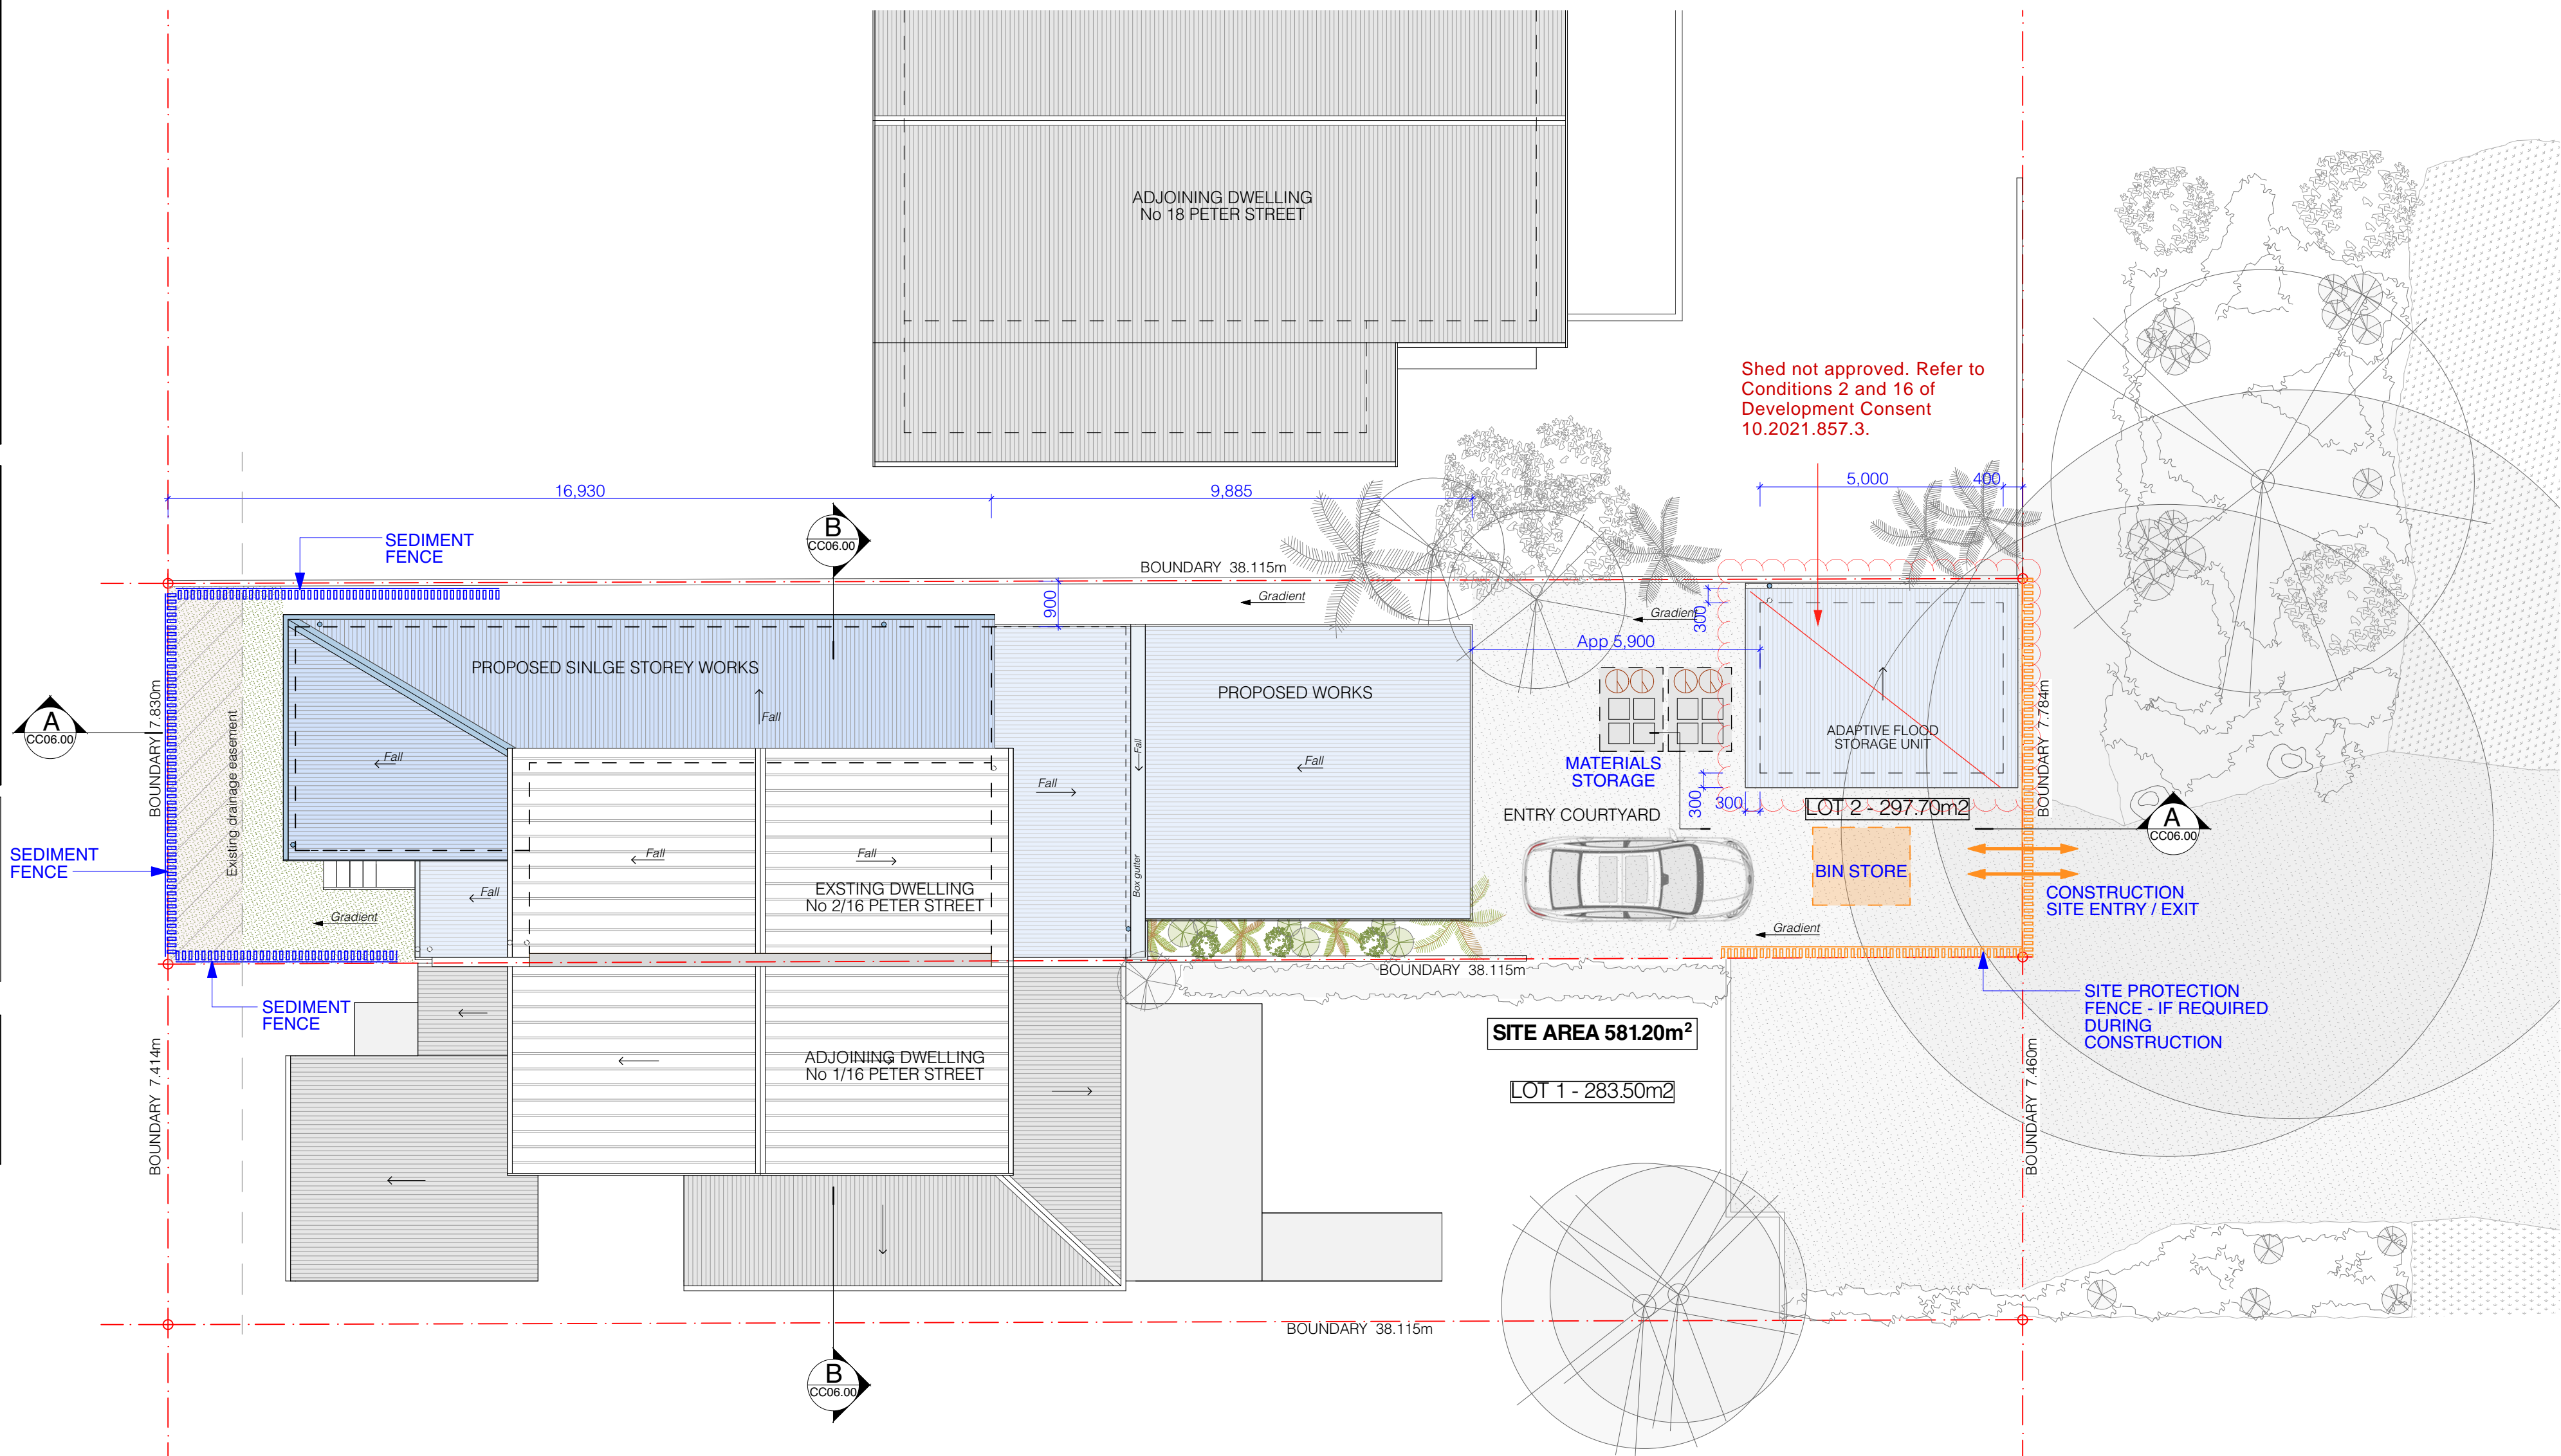 ADJOINING DWELLING
No 18 PETER STREET
Shed not approved. Refer to
Conditions 2 and 16 of
Development Consent
10.2021.857.3.
16,930
9,885
5,000
400
B
CC06.00
SEDIMENT
FENCE
BOUNDARY 38.115m
900
Gradient
Gradient
300
App 5,900
PROPOSED SINLGE STOREY WORKS
PROPOSED WORKS
Fall
Fall
Fall
Fall
Fall
A
CC06.00
BOUNDARY 7.830m
Existing drainage easement
BOUNDARY 7.784m
ADAPTIVE FLOOD
STORAGE UNIT
MATERIALS
STORAGE
300
300
LOT 2 - 297.70m2
ENTRY COURTYARD
A
CC06.00
SEDIMENT
FENCE
Fall
Fall
Fall
EXSTING DWELLING
No 2/16 PETER STREET
Box gutter
BIN STORE
CONSTRUCTION
SITE ENTRY / EXIT
Gradient
Gradient
BOUNDARY 38.115m
SEDIMENT
FENCE
SITE PROTECTION
FENCE - IF REQUIRED
DURING
CONSTRUCTION
SITE AREA 581.20m²
ADJOINING DWELLING
No 1/16 PETER STREET
LOT 1 - 283.50m2
BOUNDARY 7.414m
BOUNDARY 7.460m
BOUNDARY 38.115m
B
CC06.00